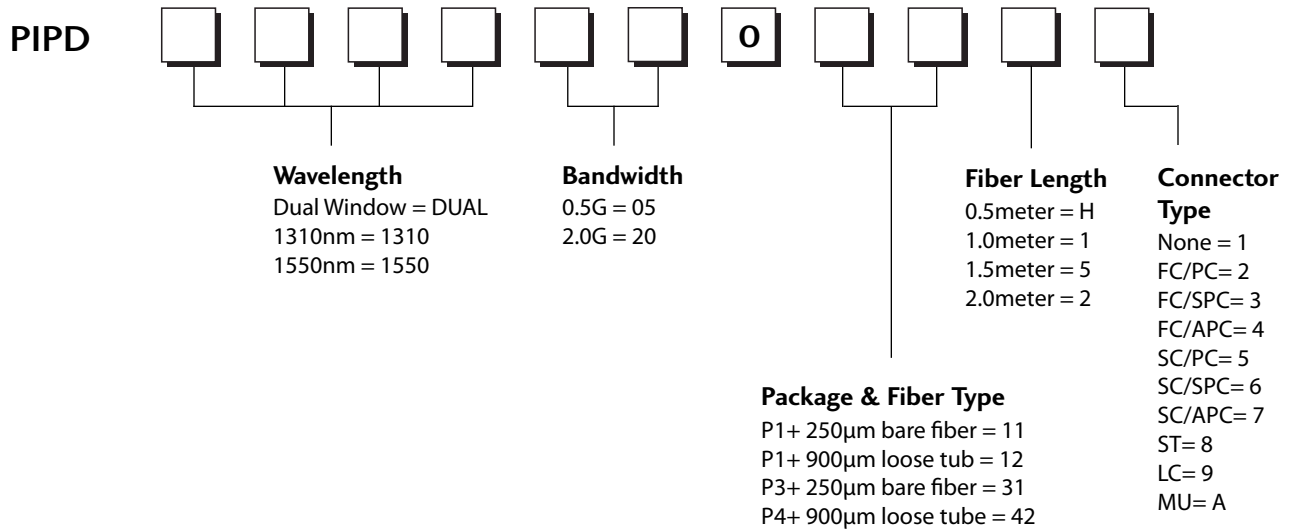 PIPD
0
Wavelength
Dual Window = DUAL
1310nm = 1310
1550nm = 1550
Bandwidth
0.5G = 05
2.0G = 20
Package & Fiber Type
P1+ 250µm bare fiber = 11
P1+ 900µm loose tub = 12
P3+ 250µm bare fiber = 31
P4+ 900µm loose tube = 42
Fiber Length
0.5meter = H
1.0meter = 1
1.5meter = 5
2.0meter = 2
Connector
Type
None = 1
FC/PC= 2
FC/SPC= 3
FC/APC= 4
SC/PC= 5
SC/SPC= 6
SC/APC= 7
ST= 8
LC= 9
MU= A